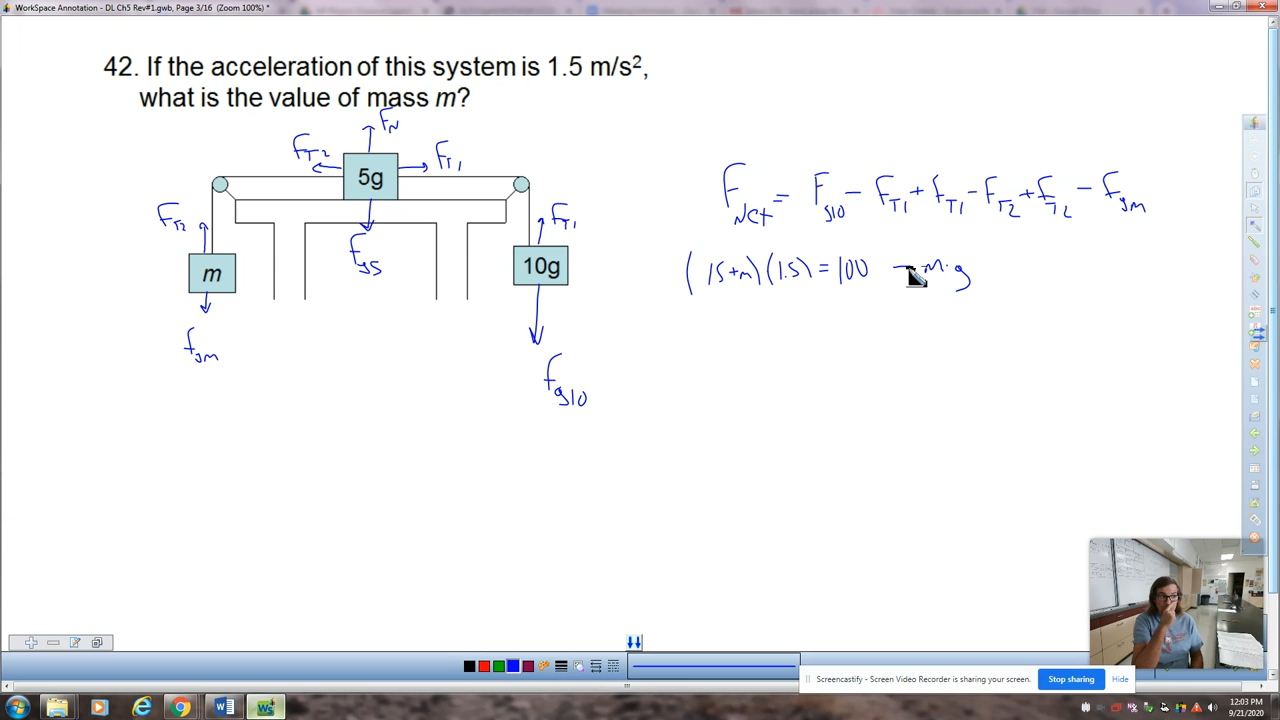 WorkSpace Annotation - DL Ch5 Rev#1.gwb, Page 3/16 (Zoom 100%) *
42. If the acceleration of this system is 1.5 m/s²,
what is the value of mass m?
FN
FT2
FT1
5g
FT2
FT1
Fg5
m
10g
Fgm
Fg10
FNet = Fg10 - FT1 + FT1 - FT2 + FT2 - Fgm
(15+m)(1.5) = 100 - m·g
Screencastify - Screen Video Recorder is sharing your screen.
Stop sharing
Hide
12:03 PM
9/21/2020